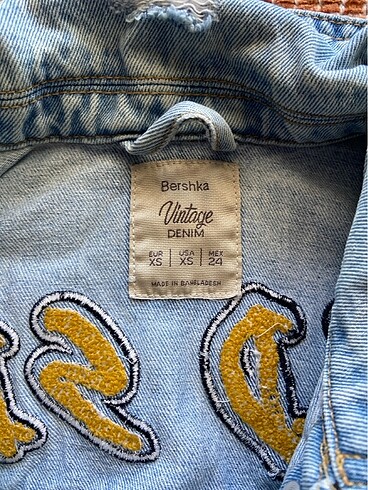 Bershka
Vintage
DENIM
EUR | USA | MEX
XS | XS | 24
MADE IN BANGLADESH